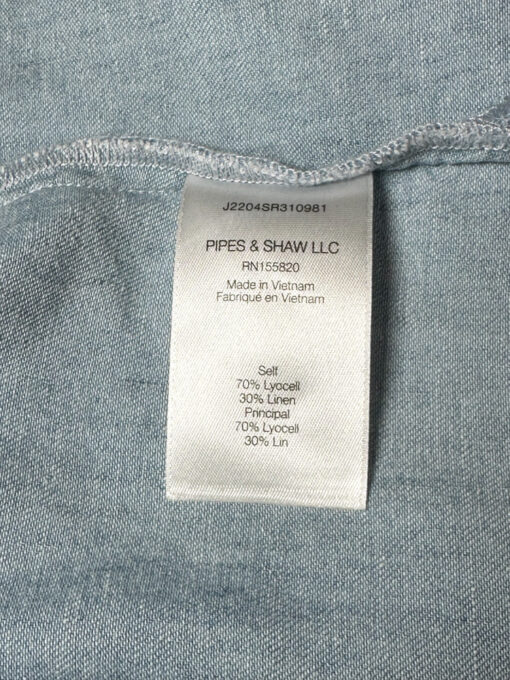 J2204SR310981
PIPES & SHAW LLC
RN155820
Made in Vietnam
Fabriqué en Vietnam
Self
70% Lyocell
30% Linen
Principal
70% Lyocell
30% Lin